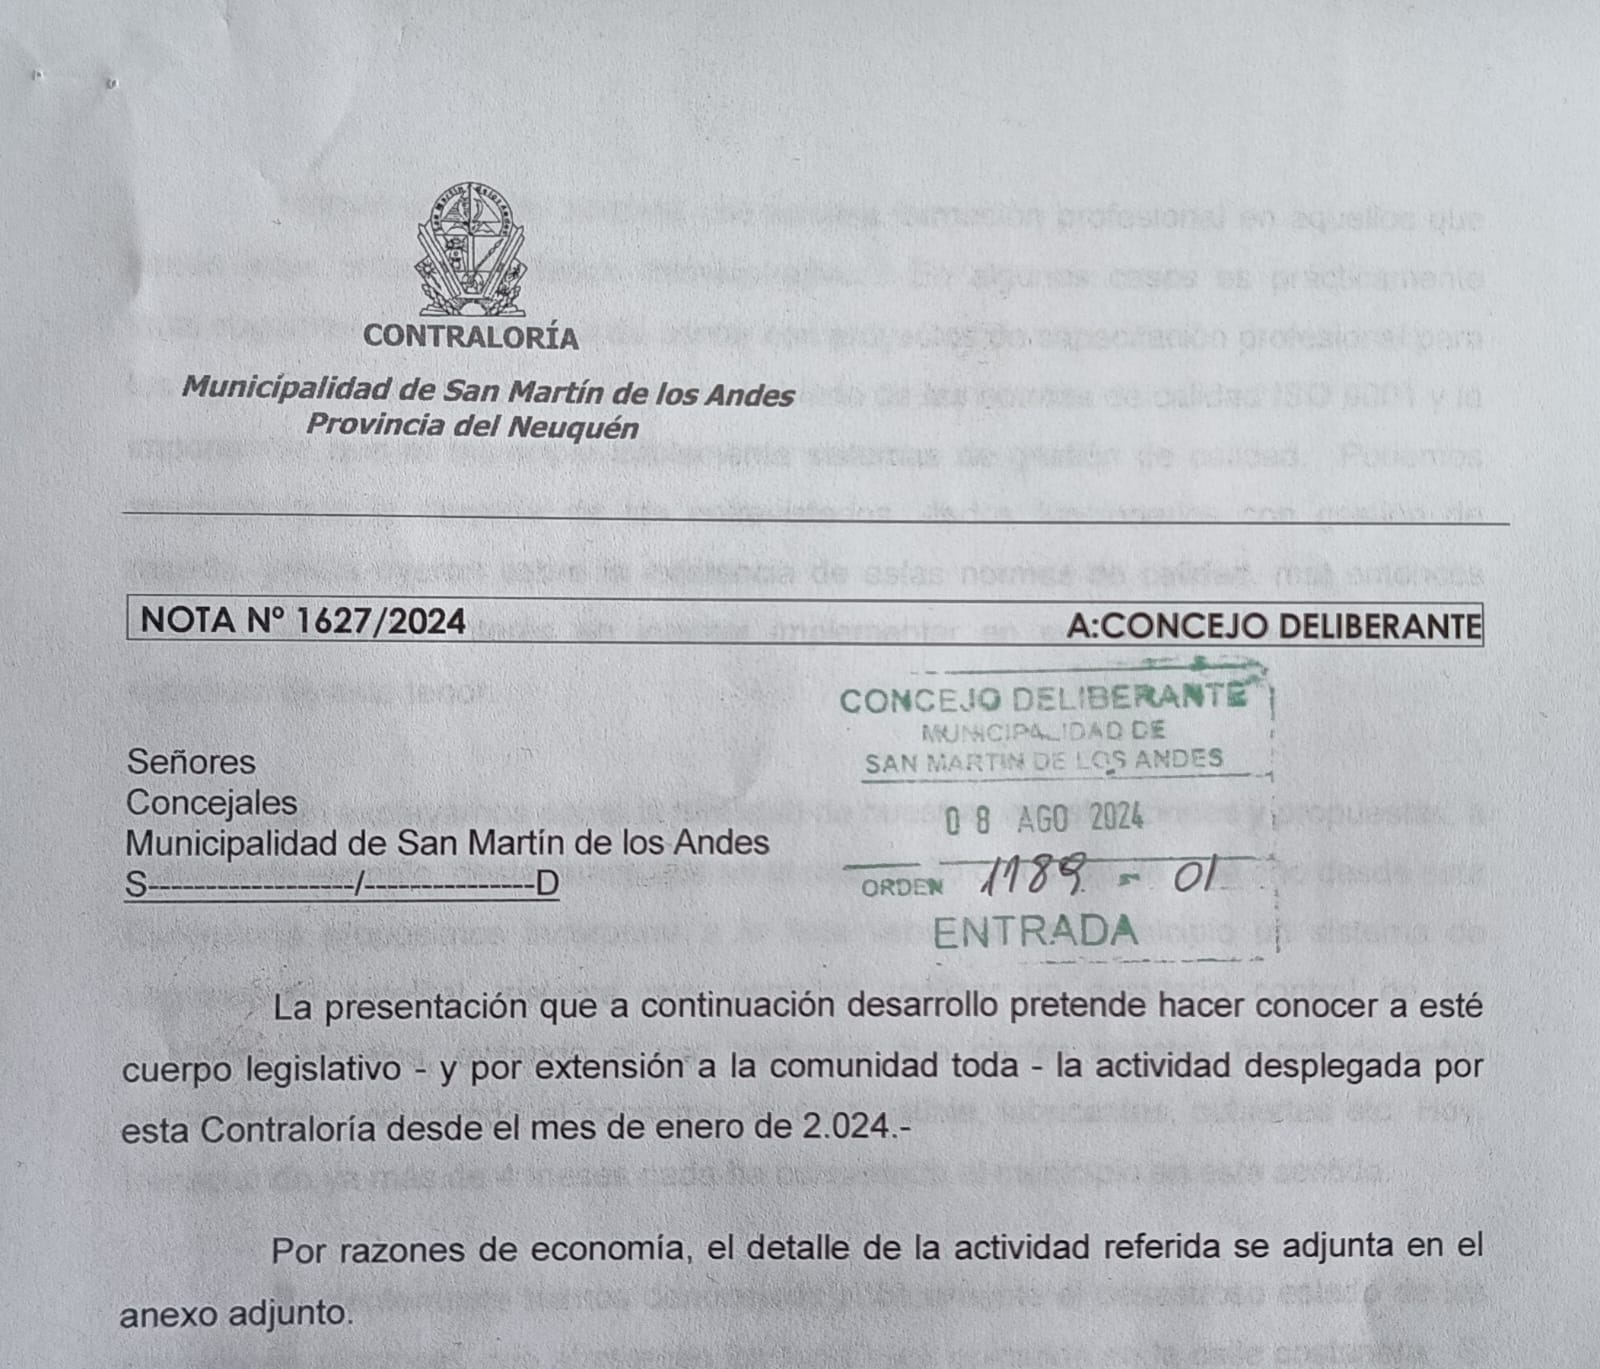 CONTRALORÍA
Municipalidad de San Martín de los Andes
Provincia del Neuquén
NOTA Nº 1627/2024 A:CONCEJO DELIBERANTE
CONCEJO DELIBERANTE
MUNICIPALIDAD DE
SAN MARTIN DE LOS ANDES
08 AGO 2024
ORDEN 1189 - 01
ENTRADA
Señores
Concejales
Municipalidad de San Martín de los Andes
S------------------/---------------D
La presentación que a continuación desarrollo pretende hacer conocer a esté
cuerpo legislativo - y por extensión a la comunidad toda - la actividad desplegada por
esta Contraloría desde el mes de enero de 2.024.-
Por razones de economía, el detalle de la actividad referida se adjunta en el
anexo adjunto.